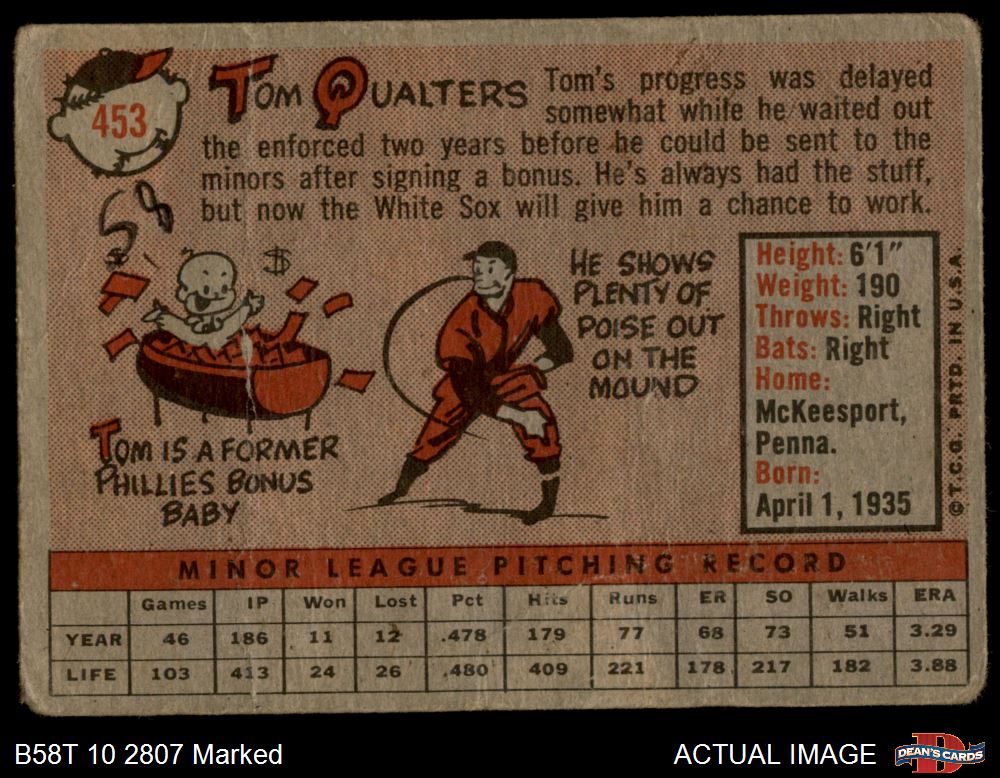 453
TOM QUALTERS
Tom's progress was delayed
somewhat while he waited out
the enforced two years before he could be sent to the
minors after signing a bonus. He's always had the stuff,
but now the White Sox will give him a chance to work.
58
$ $
HE SHOWS
PLENTY OF
POISE OUT
ON THE
MOUND
TOM IS A FORMER
PHILLIES BONUS
BABY
Height: 6'1"
Weight: 190
Throws: Right
Bats: Right
Home:
McKeesport,
Penna.
Born:
April 1, 1935
© T.C.G. PRTD. IN U.S.A.
MINOR LEAGUE PITCHING RECORD
Games IP Won Lost Pct Hits Runs ER SO Walks ERA
YEAR 46 186 11 12 .478 179 77 68 73 51 3.29
LIFE 103 413 24 26 .480 409 221 178 217 182 3.88
B58T 10 2807 Marked
ACTUAL IMAGE
DEAN'S CARDS